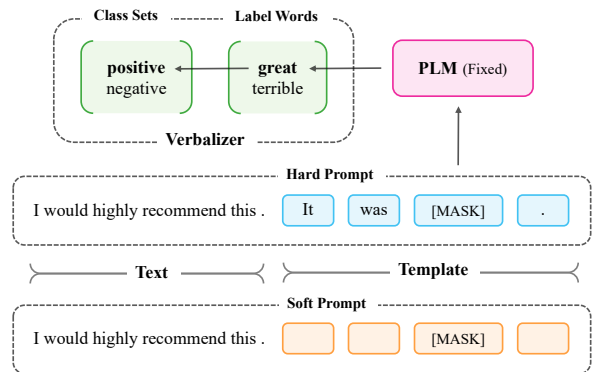 Class Sets Label Words
positive great PLM (Fixed)
negative terrible
Verbalizer
Hard Prompt
I would highly recommend this . It was [MASK] .
Text Template
Soft Prompt
I would highly recommend this . [MASK]